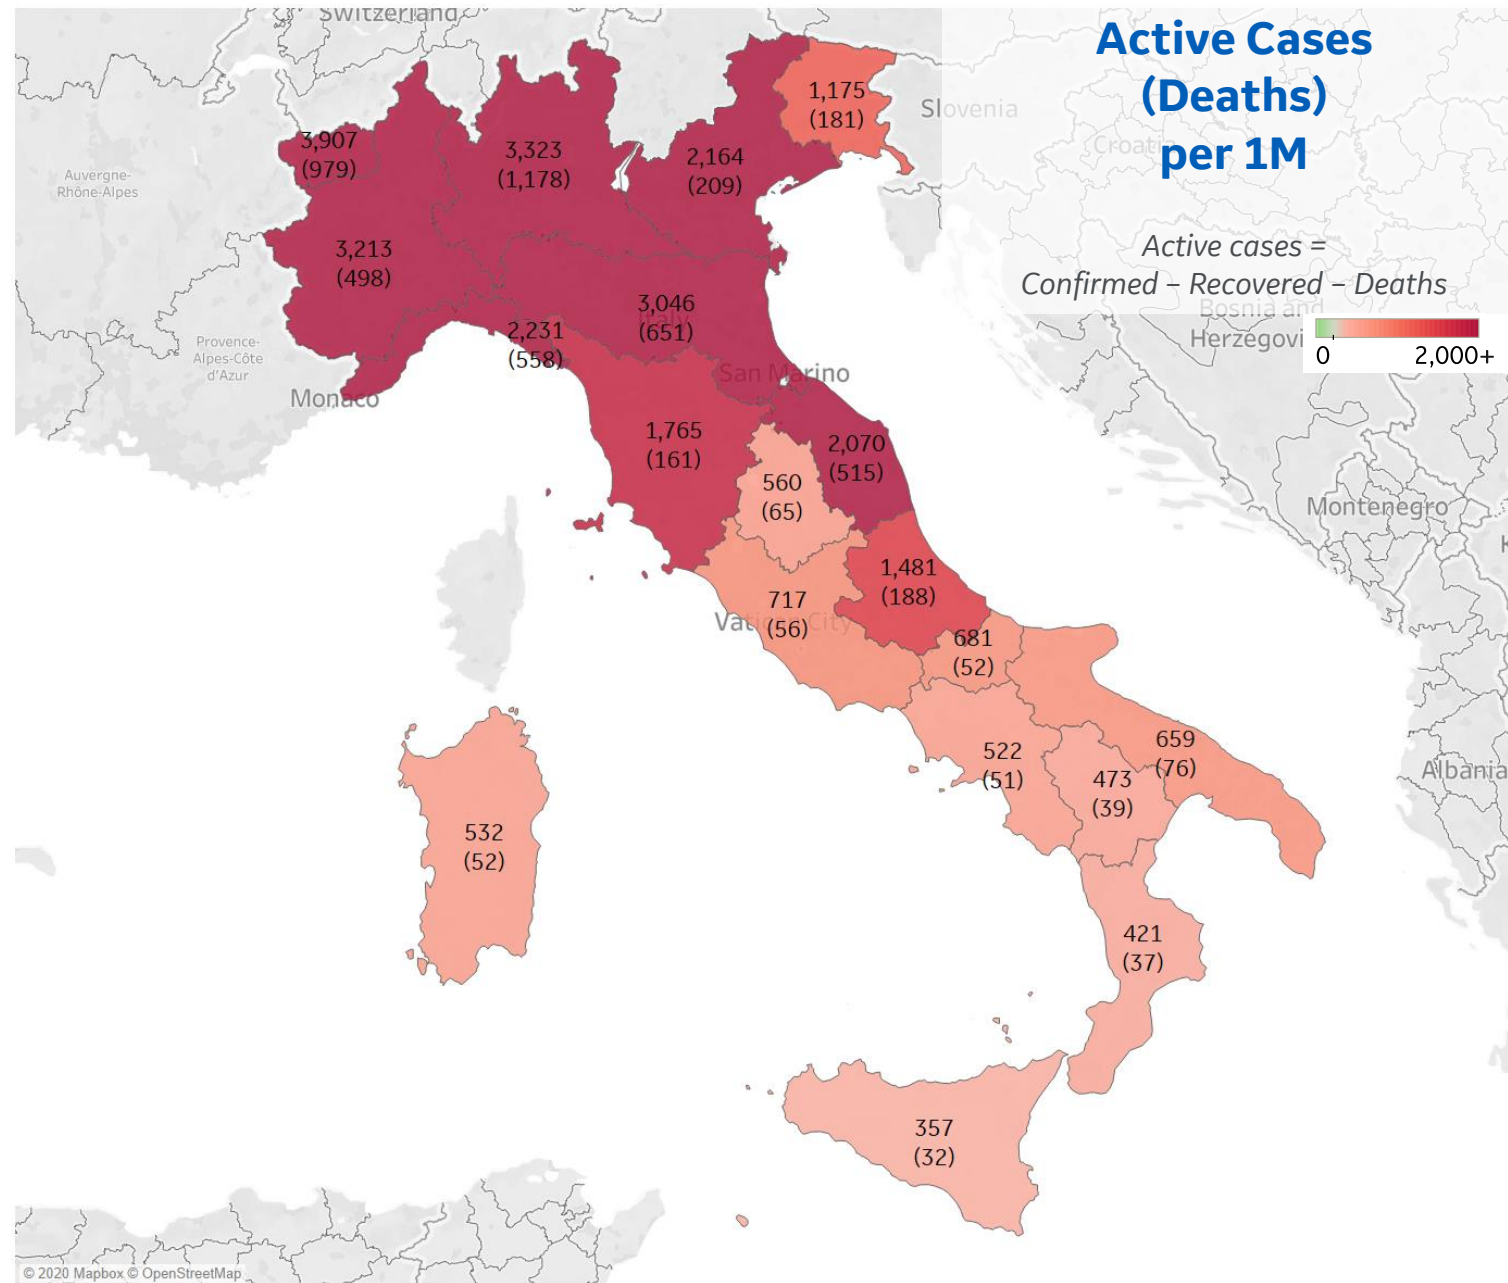 Switzerland
Active Cases
(Deaths)
per 1M
1,175
(181)
Slovenia
Croatia
3,907
(979)
3,323
(1,178)
2,164
(209)
Auvergne-
Rhône-Alpes
3,213
(498)
Active cases =
Confirmed – Recovered – Deaths
Bosnia and
Herzegovi
0
2,000+
3,046
(651)
Italy
2,231
(558)
Provence-
Alpes-Côte
d'Azur
San Marino
Monaco
1,765
(161)
2,070
(515)
560
(65)
Montenegro
K
1,481
(188)
717
(56)
Vatican City
681
(52)
522
(51)
659
(76)
473
(39)
Albania
532
(52)
421
(37)
357
(32)
© 2020 Mapbox © OpenStreetMap